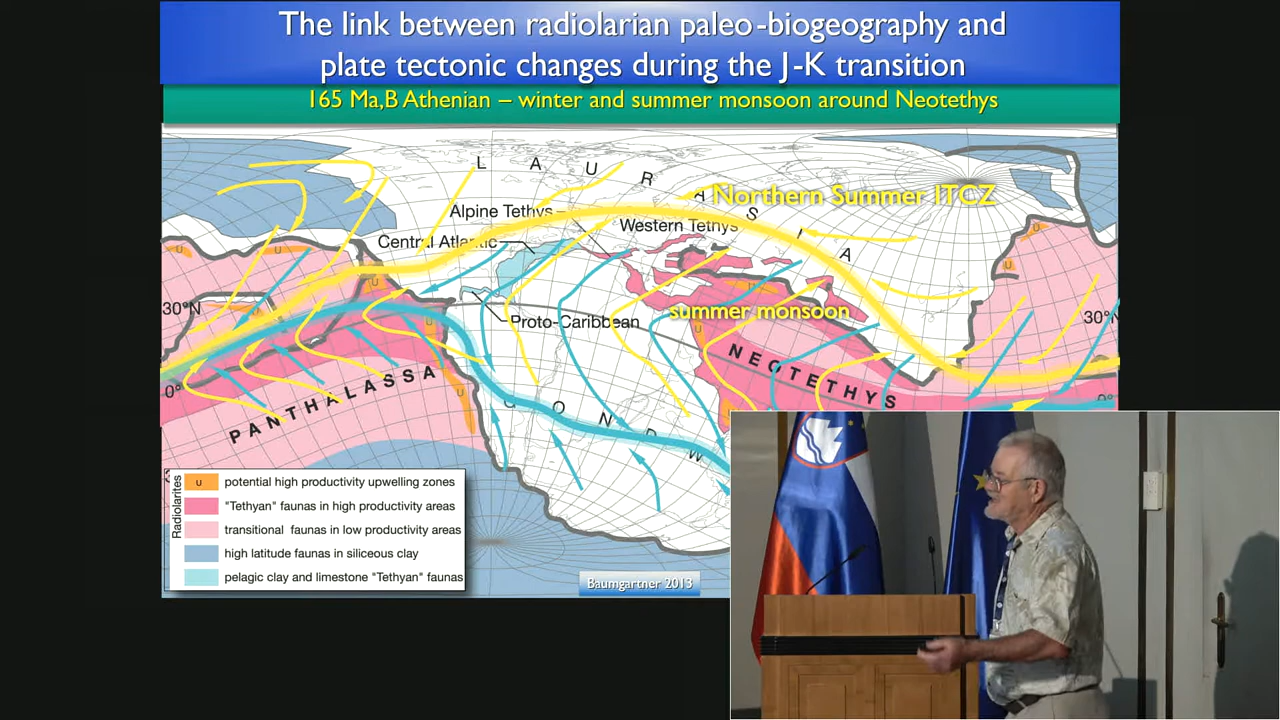 The link between radiolarian paleo-biogeography and
plate tectonic changes during the J-K transition
165 Ma,B Athenian – winter and summer monsoon around Neotethys
L A U R A S I A
Northern Summer ITCZ
Alpine Tethys
Western Tethys
Central Atlantic
30°N
30°N
summer monsoon
Proto-Caribbean
NEOTETHYS
0°
0°
PANTHALASSA
G O N D W
u
u
u
u
u
u
u
u
u
u
Radiolarites
u potential high productivity upwelling zones
"Tethyan" faunas in high productivity areas
transitional faunas in low productivity areas
high latitude faunas in siliceous clay
pelagic clay and limestone "Tethyan" faunas
Baumgartner 2013